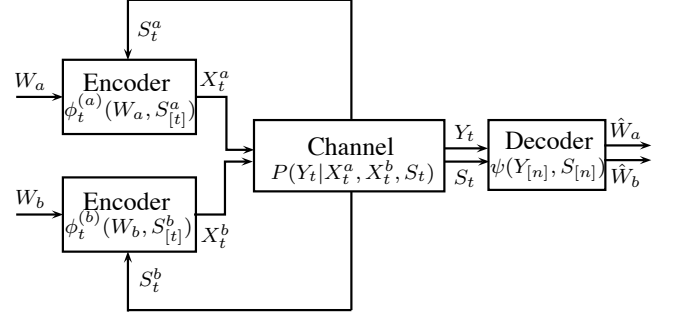 S_t^a
W_a
Encoder
ϕ_t^{(a)}(W_a, S_{[t]}^a)
X_t^a
Channel
P(Y_t|X_t^a, X_t^b, S_t)
Y_t
S_t
Decoder
ψ(Y_{[n]}, S_{[n]})
Ŵ_a
Ŵ_b
W_b
Encoder
ϕ_t^{(b)}(W_b, S_{[t]}^b)
X_t^b
S_t^b